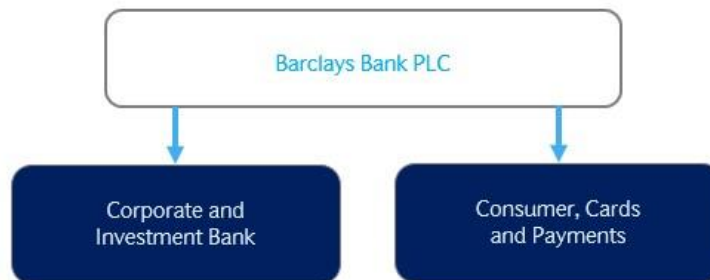 Barclays Bank PLC
Corporate and
Investment Bank
Consumer, Cards
and Payments